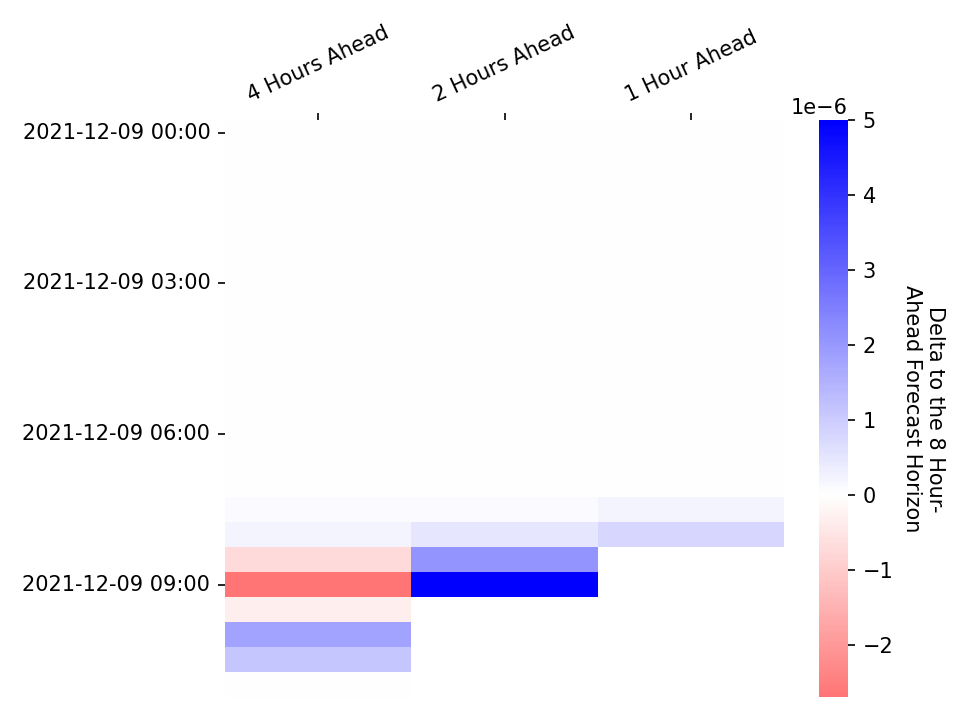 4 Hours Ahead
2 Hours Ahead
1 Hour Ahead
1e−6
2021-12-09 00:00
2021-12-09 03:00
2021-12-09 06:00
2021-12-09 09:00
5
4
3
2
1
0
−1
−2
Delta to the 8 Hour-
Ahead Forecast Horizon